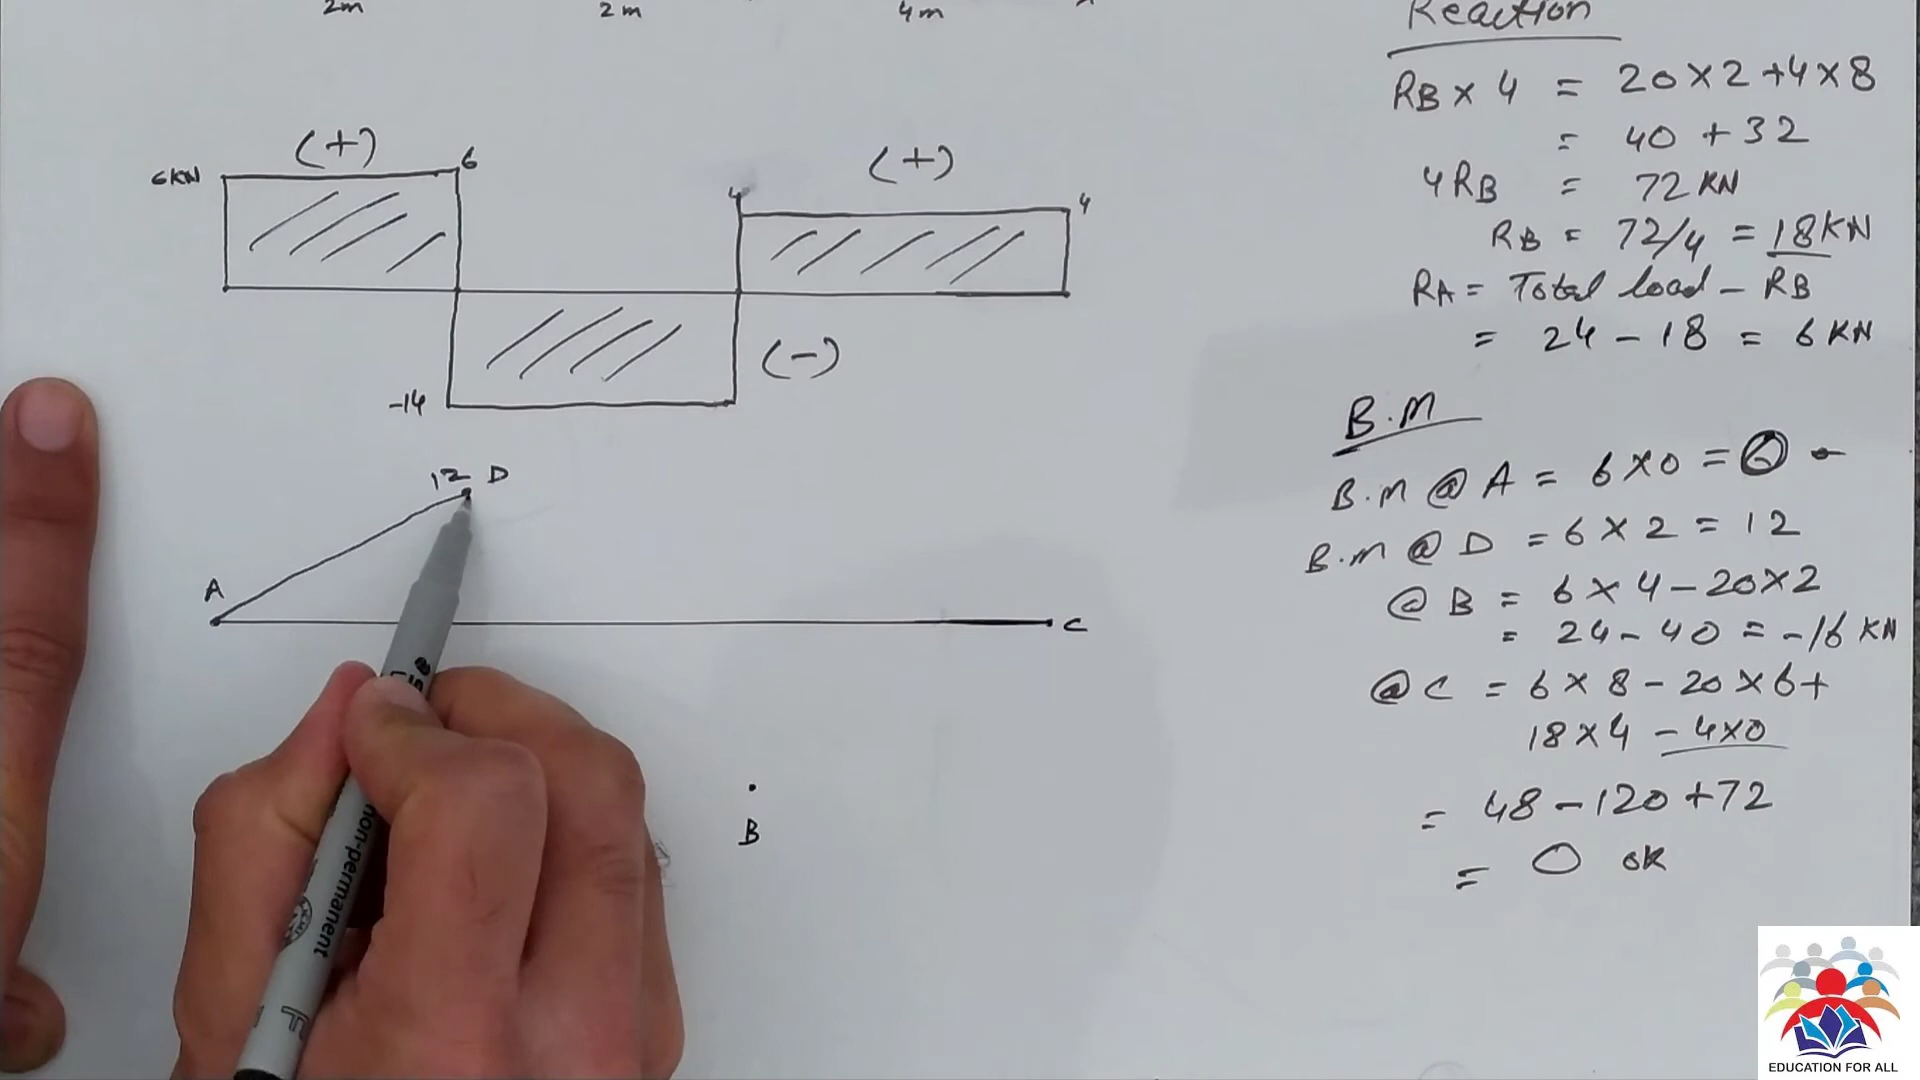 2m 2m 4m
Reaction
RB × 4 = 20×2+4×8
= 40 + 32
4RB = 72 KN
RB = 72/4 = 18KN
RA = Total load - RB
= 24 - 18 = 6 KN
(+)
6KN 6
(+)
4 4
(-)
-14
B.M
B.M @ A = 6×0 = 0 -
B.M @ D = 6 × 2 = 12
@ B = 6 × 4 - 20×2
= 24 - 40 = -16 KN
@ C = 6 × 8 - 20 × 6 +
18 × 4 - 4×0
= 48 - 120 + 72
= 0 ok
12 D
A
C
B
non-permanent
EDUCATION FOR ALL